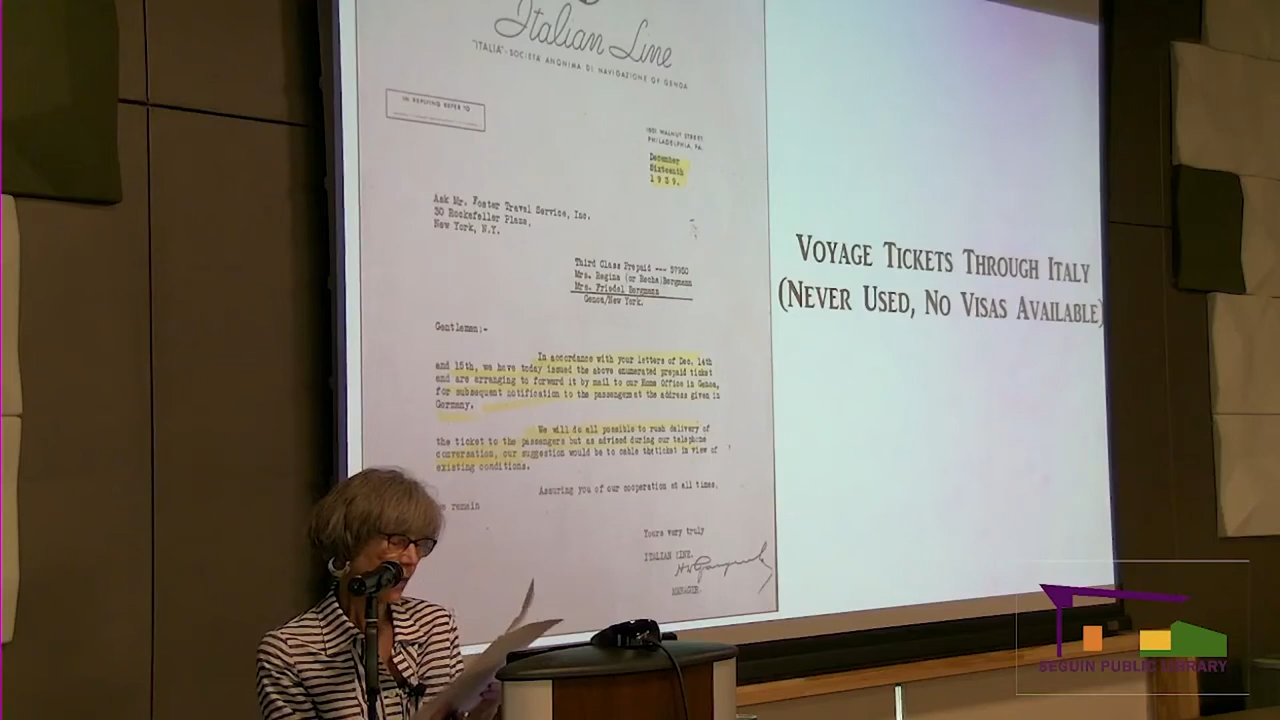 Italian Line
"ITALIA"-SOCIETÀ ANONIMA DI NAVIGAZIONE OF GENOA
IN REPLYING REFER TO
WALNUT STREET
PHILADELPHIA, PA.
December
Sixteenth
1939.
Ask Mr. Foster Travel Service, Inc.
30 Rockefeller Plaza,
New York, N.Y.
Third Class Prepaid --- 57950
Mrs. Regina (or Rocha)Bergmann
Mrs. Friedel Bergmann
Genoa/New York.
Gentlemen:-
In accordance with your letters of Dec. 14th
and 15th, we have today issued the above enumerated prepaid ticket
and are arranging to forward it by mail to our Home Office in Genoa,
for subsequent notification to the passengers at the address given in
Germany.
We will do all possible to rush delivery of
the ticket to the passengers but as advised during our telephone
conversation, our suggestion would be to cable the ticket in view of
existing conditions.
Assuring you of our cooperation at all times,
remain
Yours very truly
ITALIAN LINE.
MANAGER.
VOYAGE TICKETS THROUGH ITALY
(NEVER USED, NO VISAS AVAILABLE)
SEGUIN PUBLIC LIBRARY